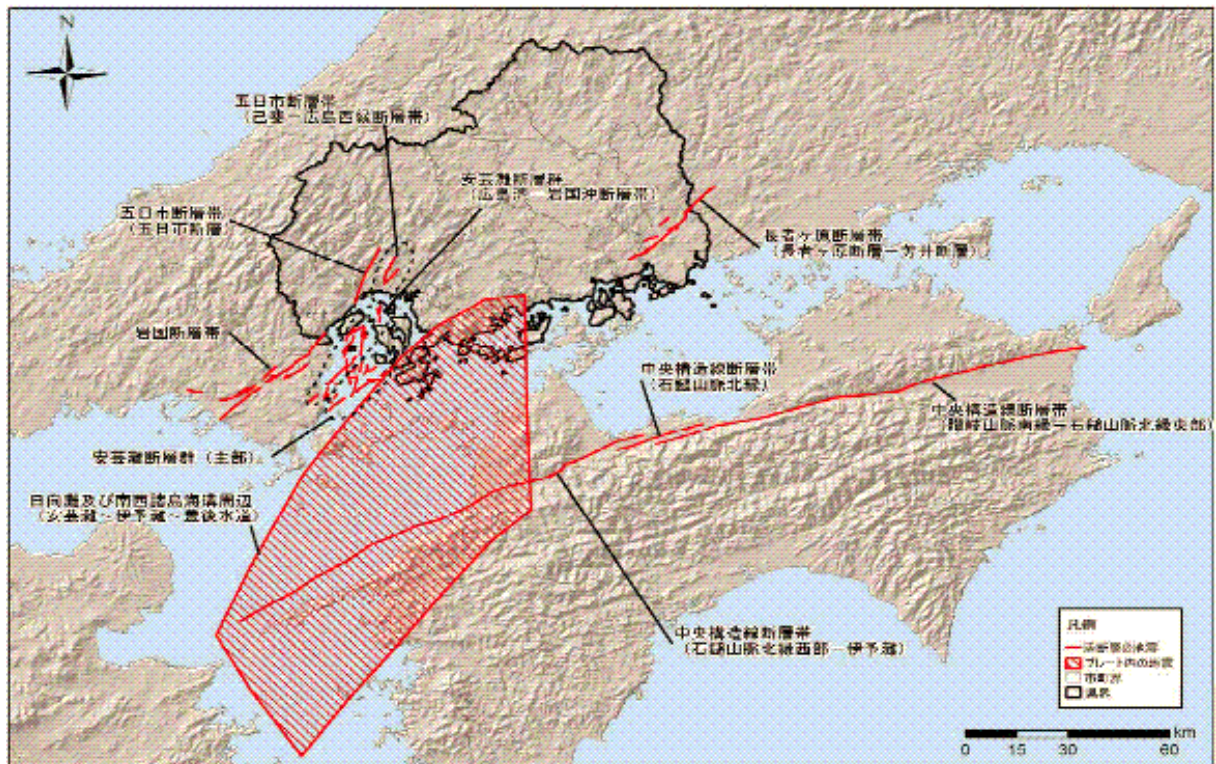 N
五日市断層帯
（己斐－広島西縁断層帯）
安芸灘断層群
（広島湾－岩国沖断層帯）
五日市断層帯
（五日市断層）
長者ヶ原断層帯
（長者ヶ原断層－芳井断層）
岩国断層帯
中央構造線断層帯
（石鎚山脈北縁）
中央構造線断層帯
（讃岐山脈南縁－石鎚山脈北縁東部）
安芸灘断層群（主部）
日向灘及び南西諸島海溝周辺
（安芸灘～伊予灘～豊後水道）
中央構造線断層帯
（石鎚山脈北縁西部－伊予灘）
凡例
活断層の地震
プレート内の地震
市町界
県界
km
0 15 30 60